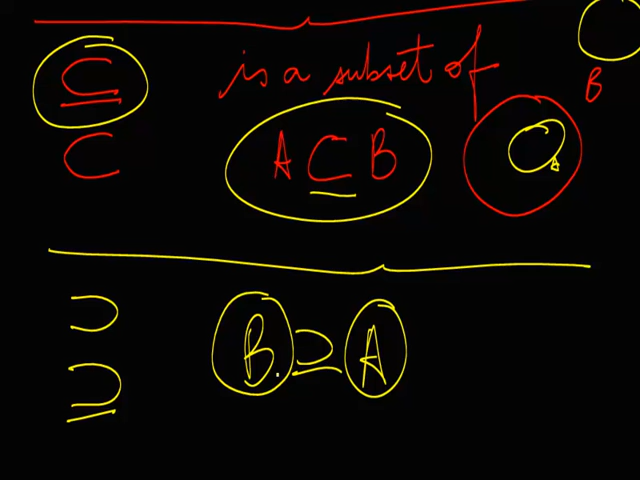 ⊆ is a subset of
B
⊂ A ⊆ B
⊃
B ⊇ A
⊇